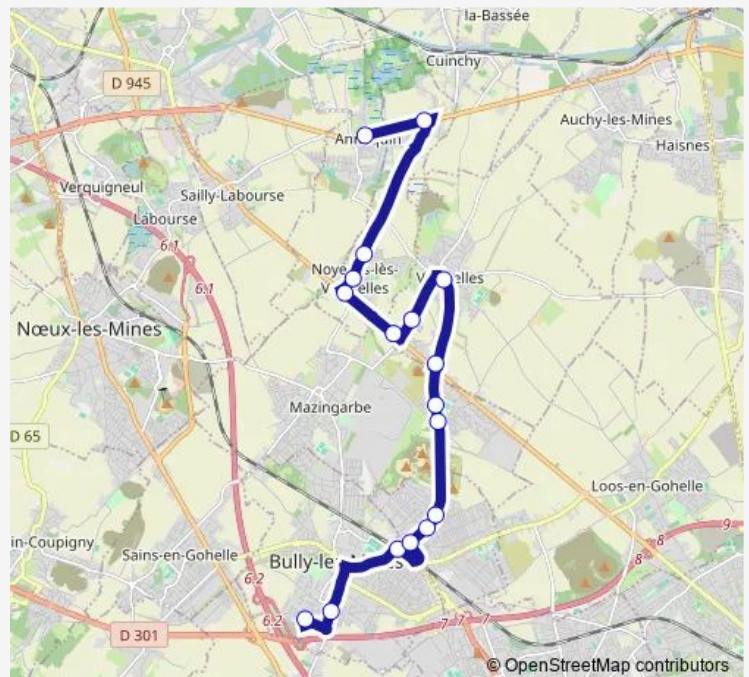 la-Bassée
Cuinchy
D 945
Auchy-les-Mines
Haisnes
Verquigneul
Sailly-Labourse
Labourse
6.1
6.1
Nœux-les-Mines
Mazingarbe
D 65
Loos-en-Gohelle
in-Coupigny
Sains-en-Gohelle
9
8
8
6.2
6.2
7
7
7
D 301
© OpenStreetMap contributors